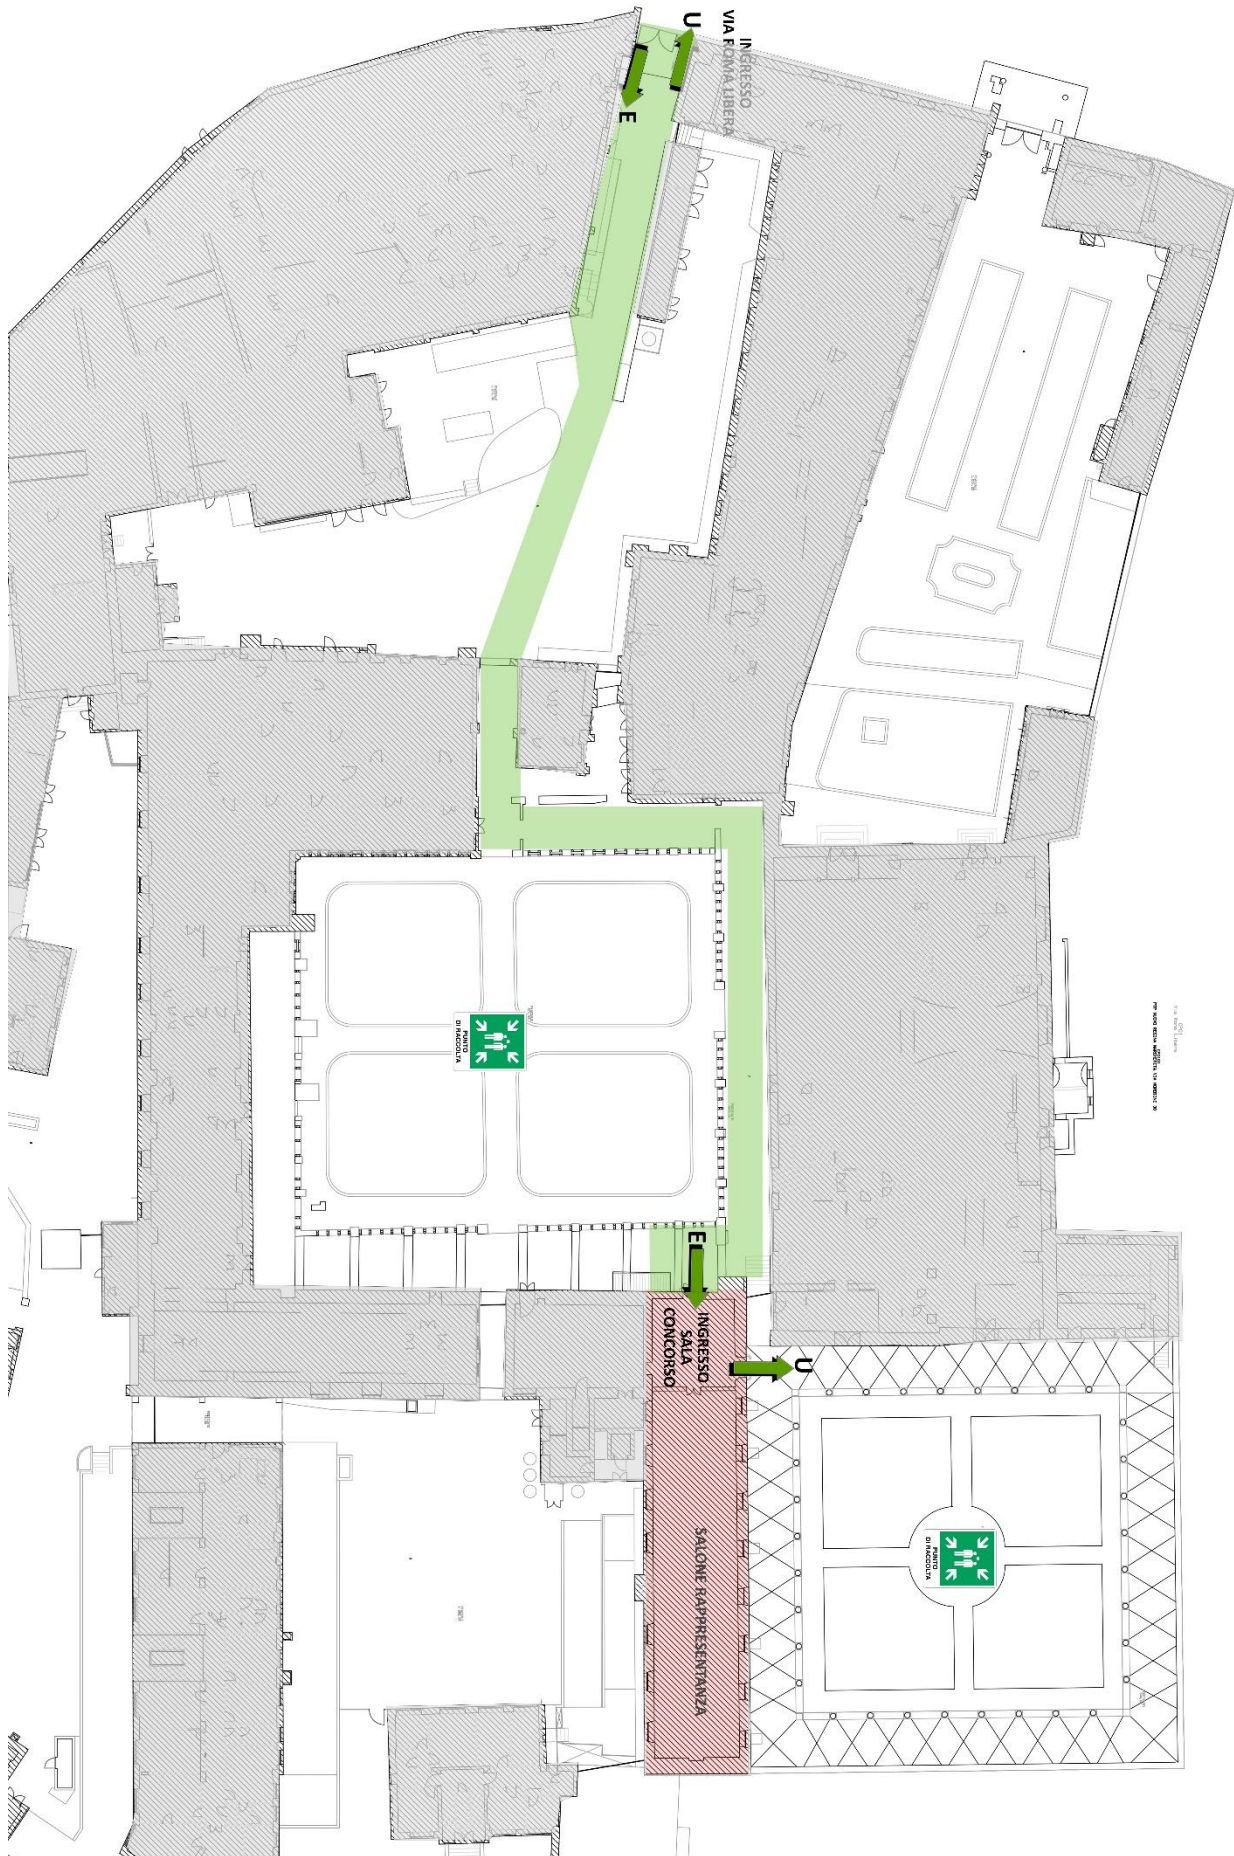 U
INGRESSO
VIA ROMA LIBERA
E
PUNTO
DI RACCOLTA
E
INGRESSO
SALA
CONCORSO
U
SALONE RAPPRESENTANZA
PUNTO
DI RACCOLTA